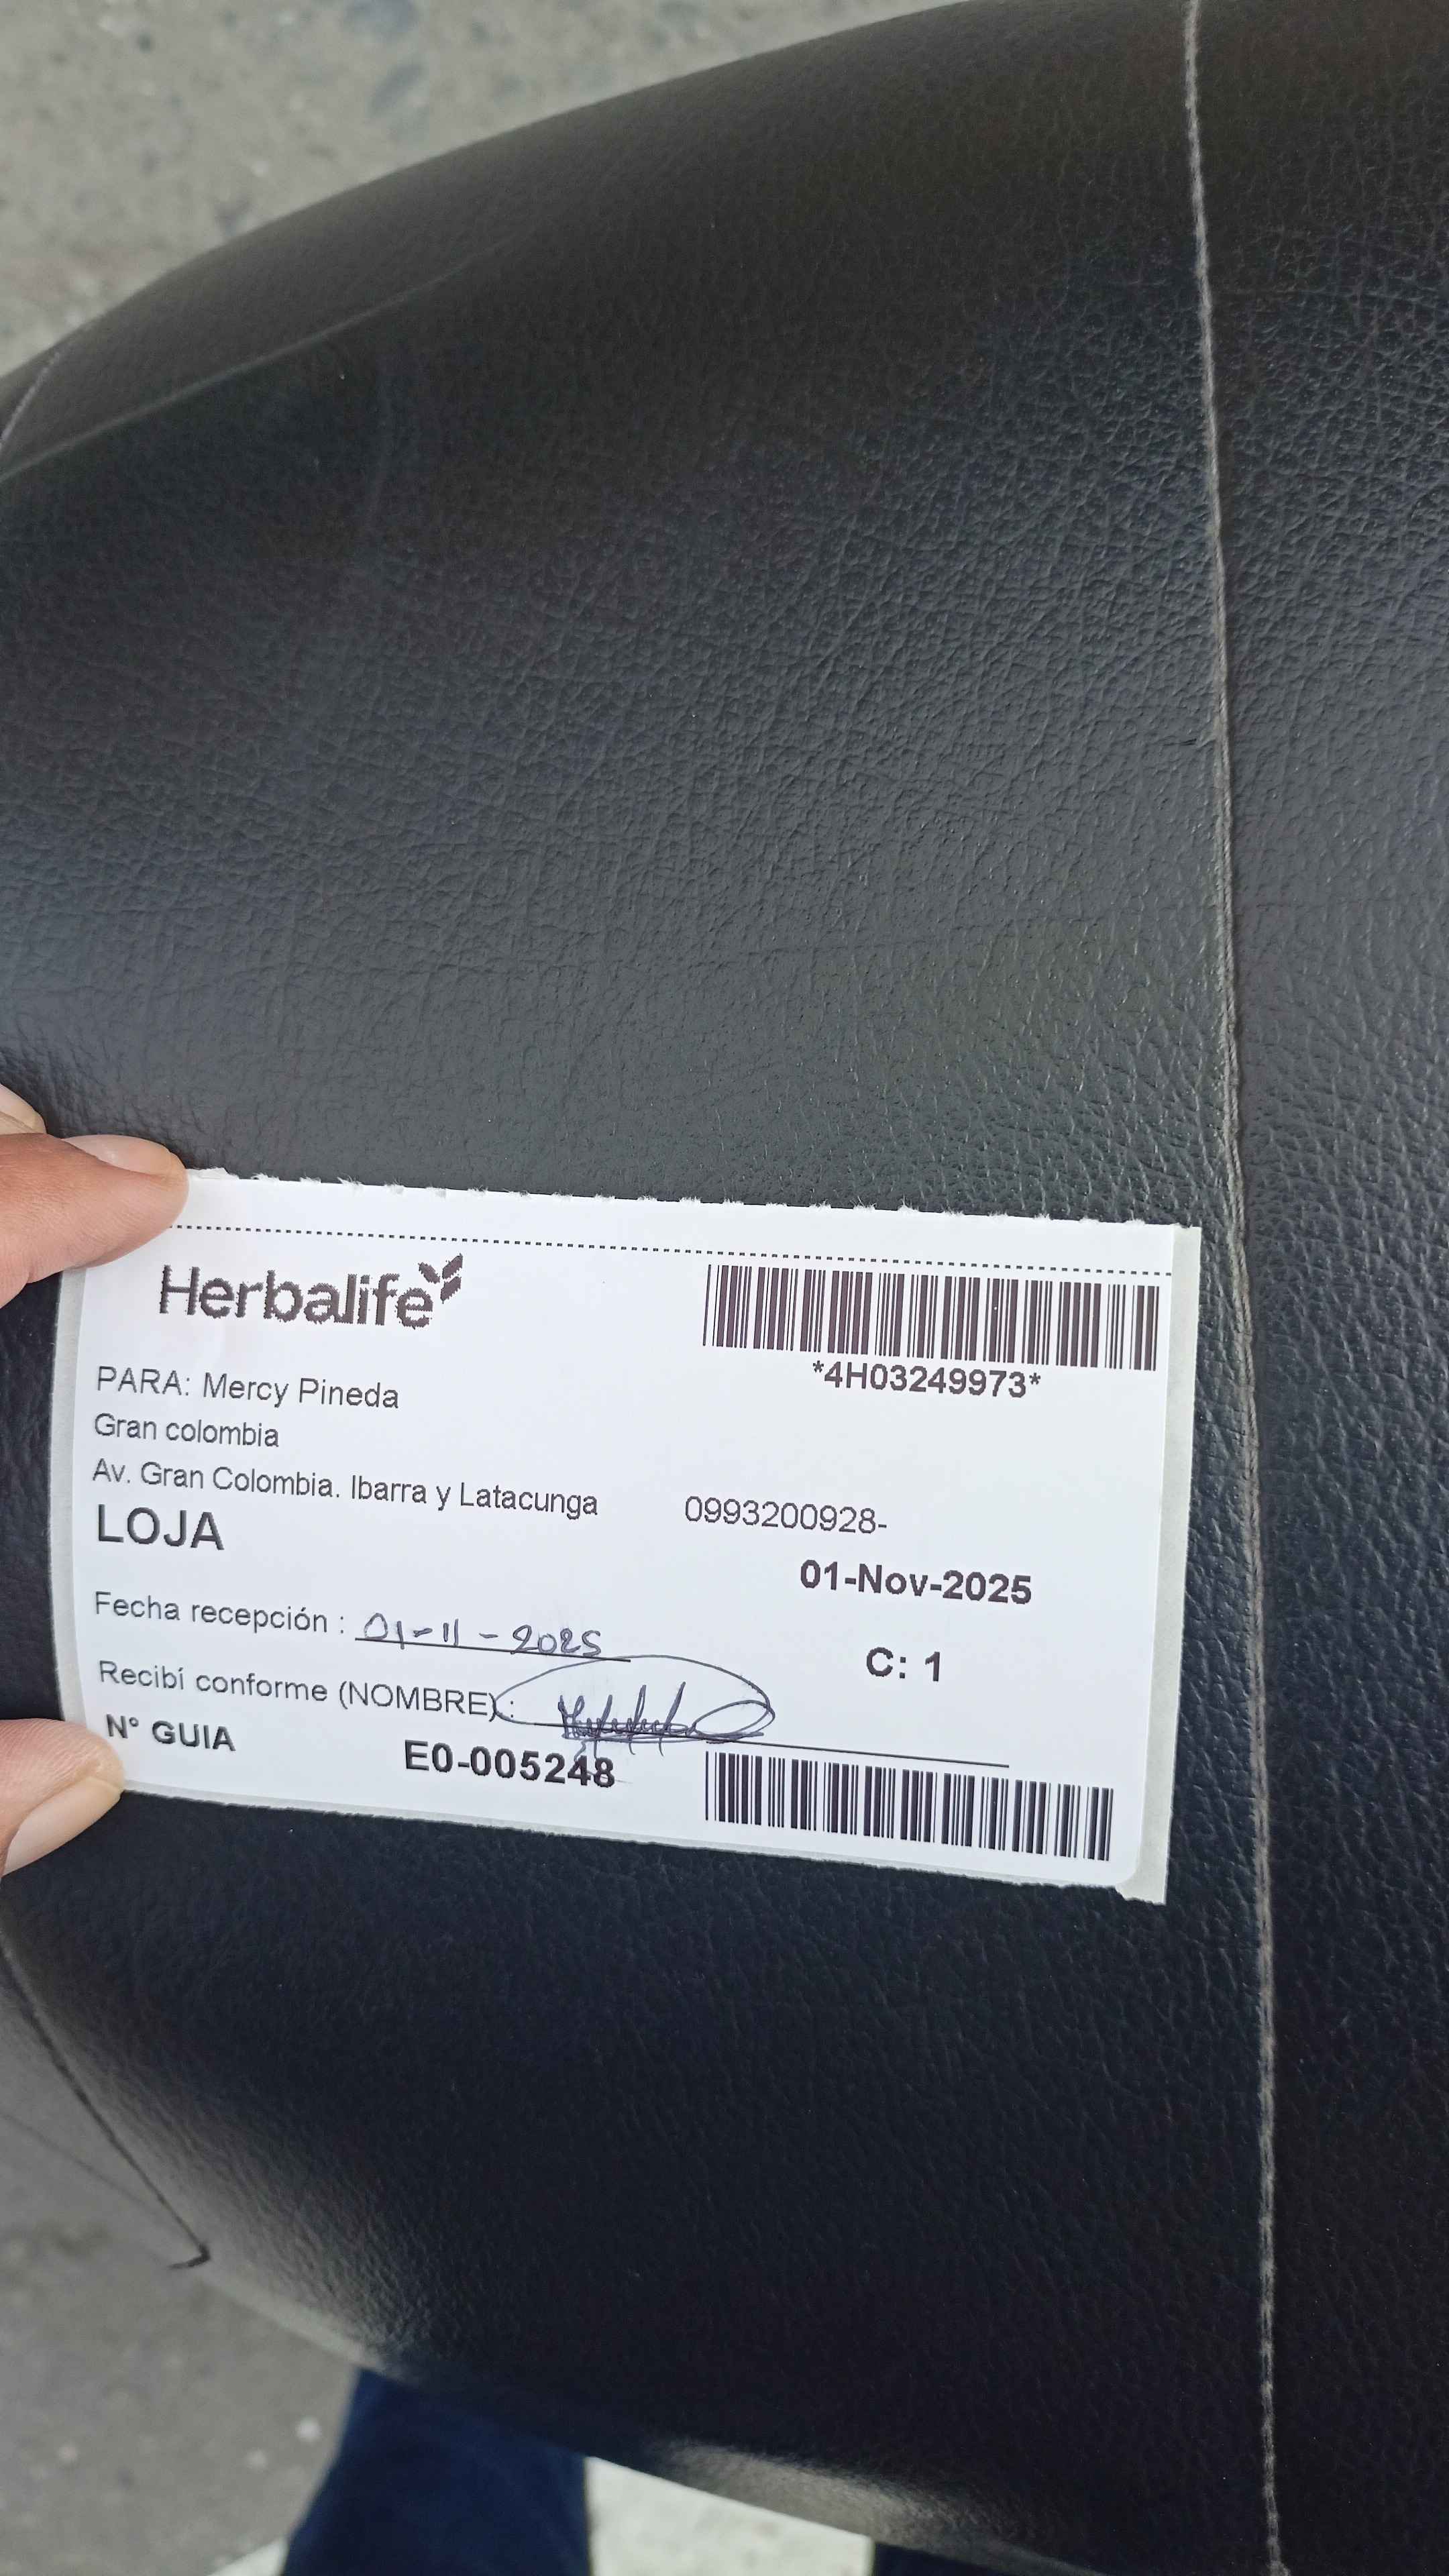 Herbalife
*4H03249973*
PARA: Mercy Pineda
Gran colombia
Av. Gran Colombia. Ibarra y Latacunga 0993200928-
LOJA
01-Nov-2025
Fecha recepción : 01-11-2025
C: 1
Recibí conforme (NOMBRE) :
N° GUIA E0-005248